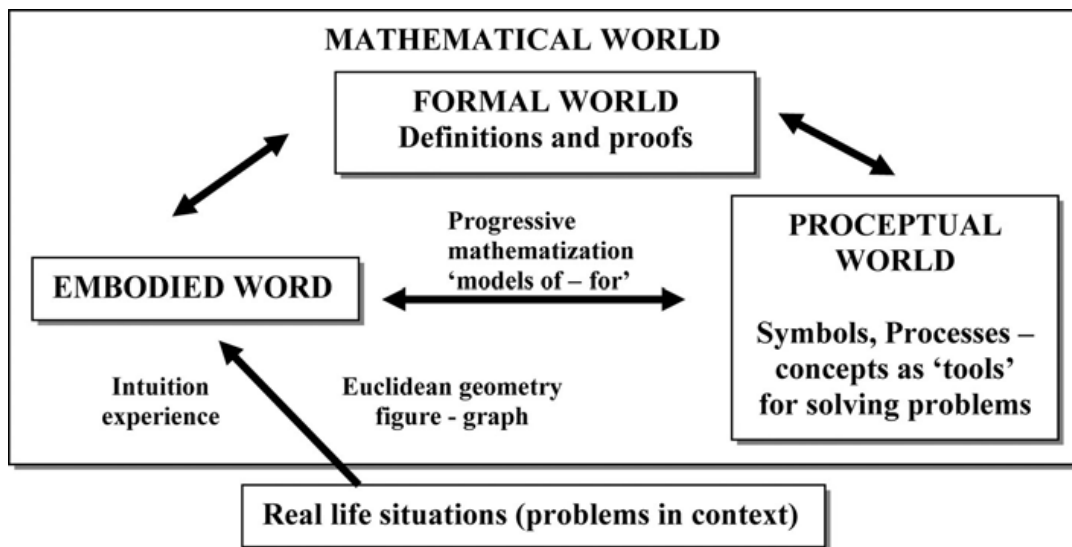 MATHEMATICAL WORLD
FORMAL WORLD
Definitions and proofs
Progressive
mathematization
‘models of – for’
PROCEPTUAL
WORLD
Symbols, Processes –
concepts as ‘tools’
for solving problems
EMBODIED WORD
Intuition
experience
Euclidean geometry
figure - graph
Real life situations (problems in context)